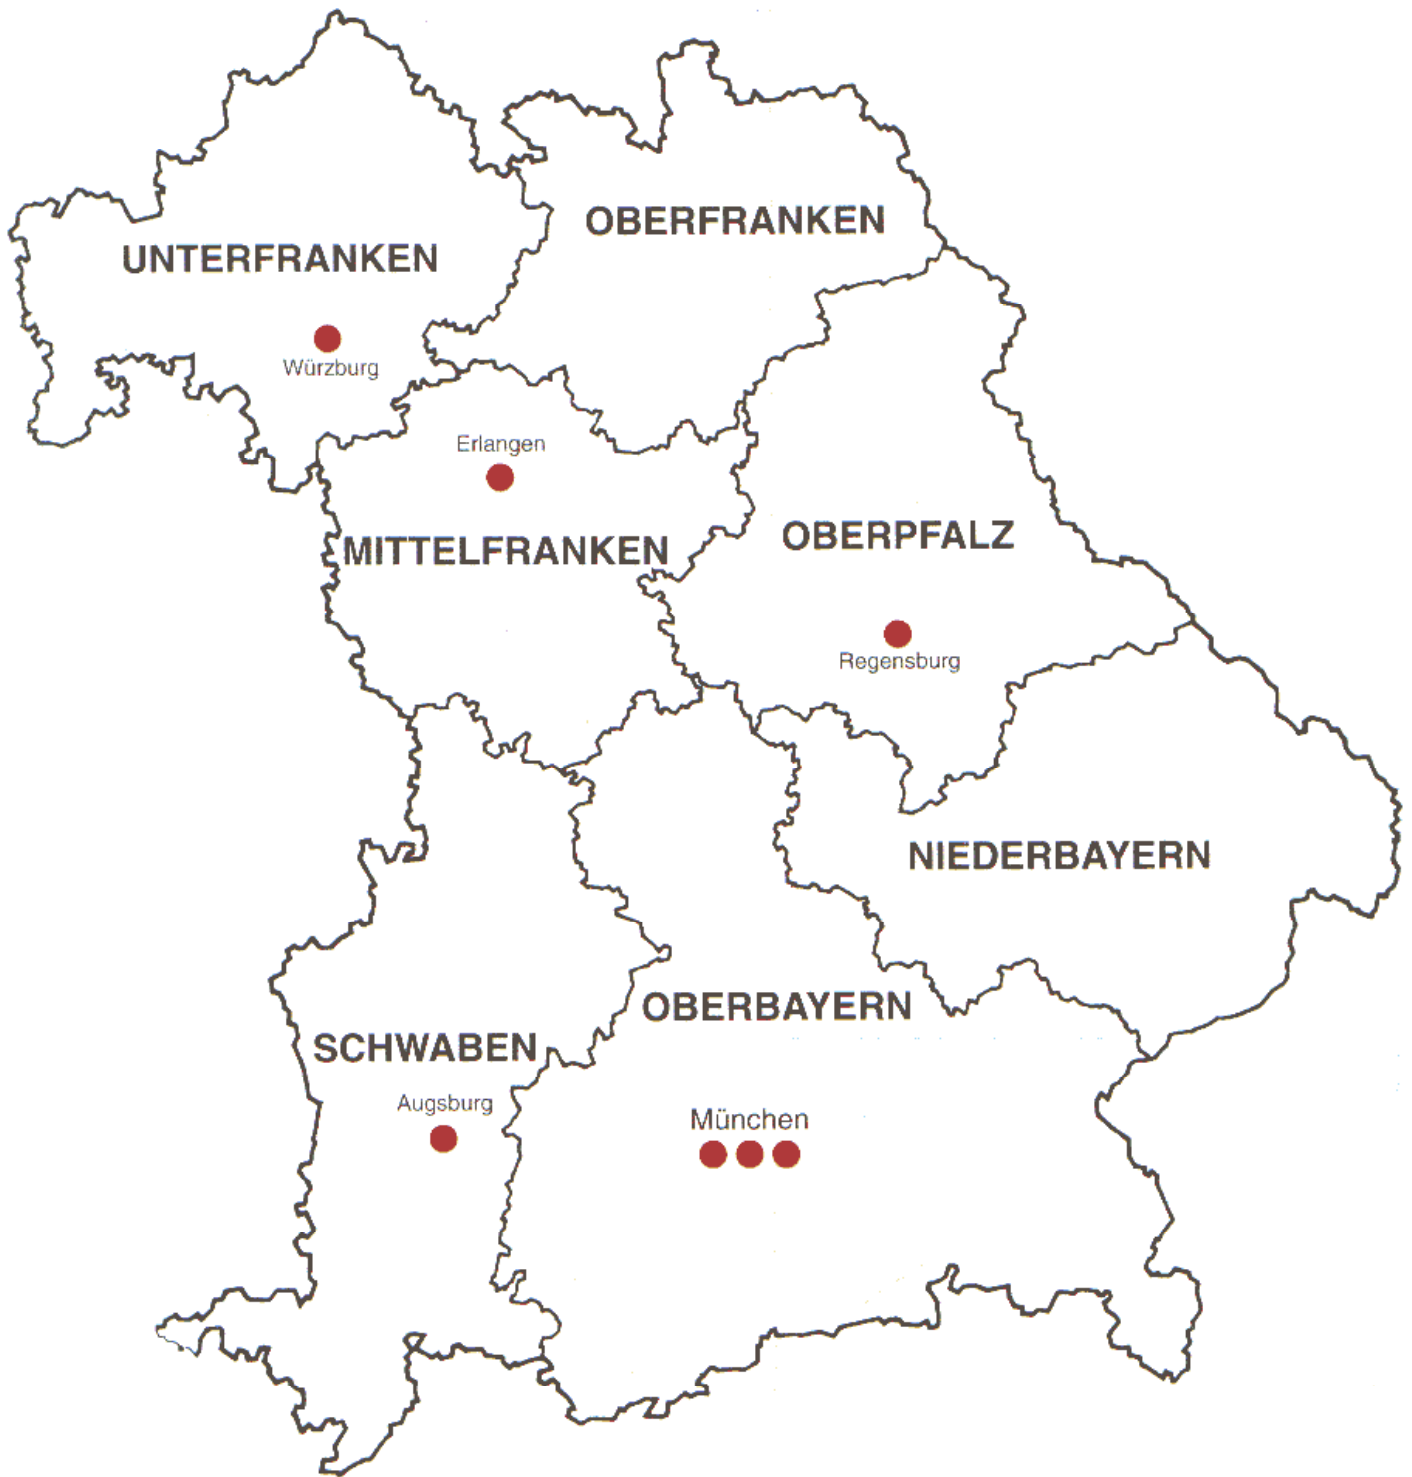 OBERFRANKEN
UNTERFRANKEN
Würzburg
Erlangen
MITTELFRANKEN
OBERPFALZ
Regensburg
NIEDERBAYERN
OBERBAYERN
SCHWABEN
Augsburg
München